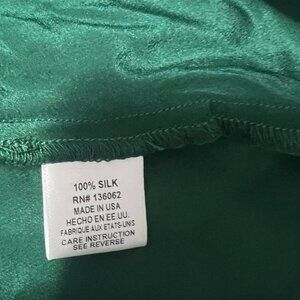 100% SILK
RN# 136062
MADE IN USA
HECHO EN EE.UU.
FABRIQUE AUX ETATS-UNIS
CARE INSTRUCTION
SEE REVERSE